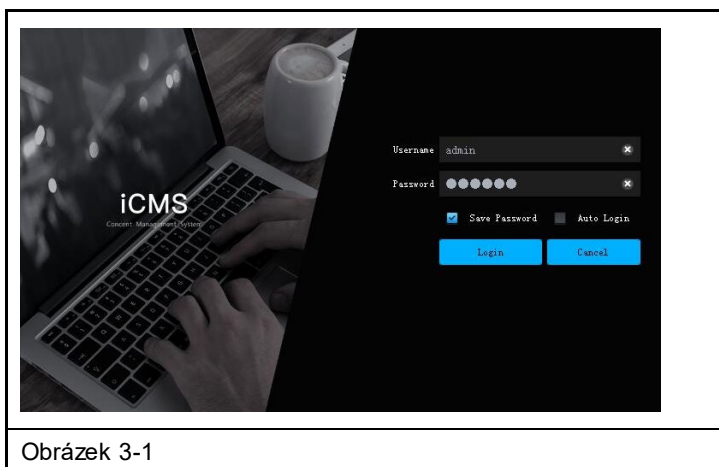 iCMS
Concent Management System
Username admin
Password ●●●●●●
Save Password Auto Login
Login Cancel
Obrázek 3-1